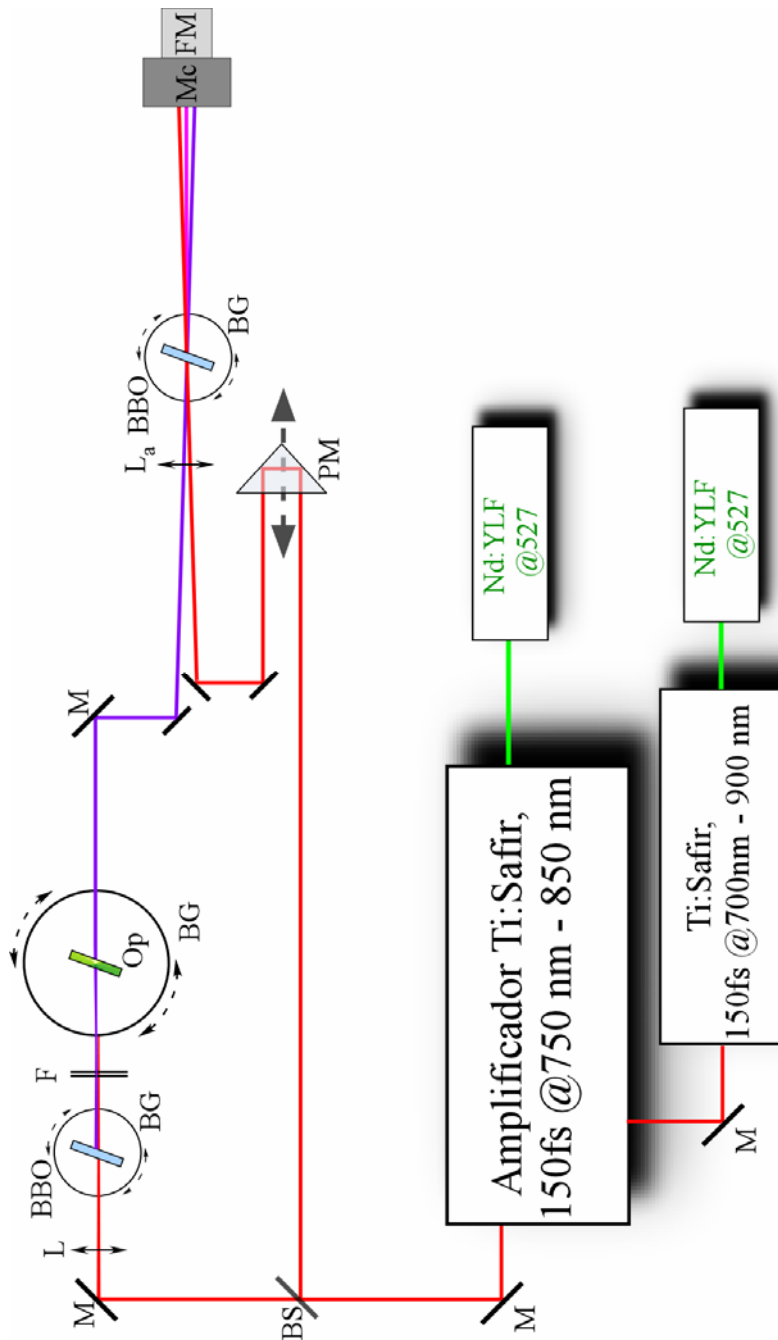 M
L
BBO
BG
F
Op
BG
M
BS
PM
L_a
BBO
BG
Mc
FM
M
Amplificador Ti:Safir,
150fs @750 nm - 850 nm
Nd:YLF
@527
M
Ti:Safir,
150fs @700nm - 900 nm
Nd:YLF
@527